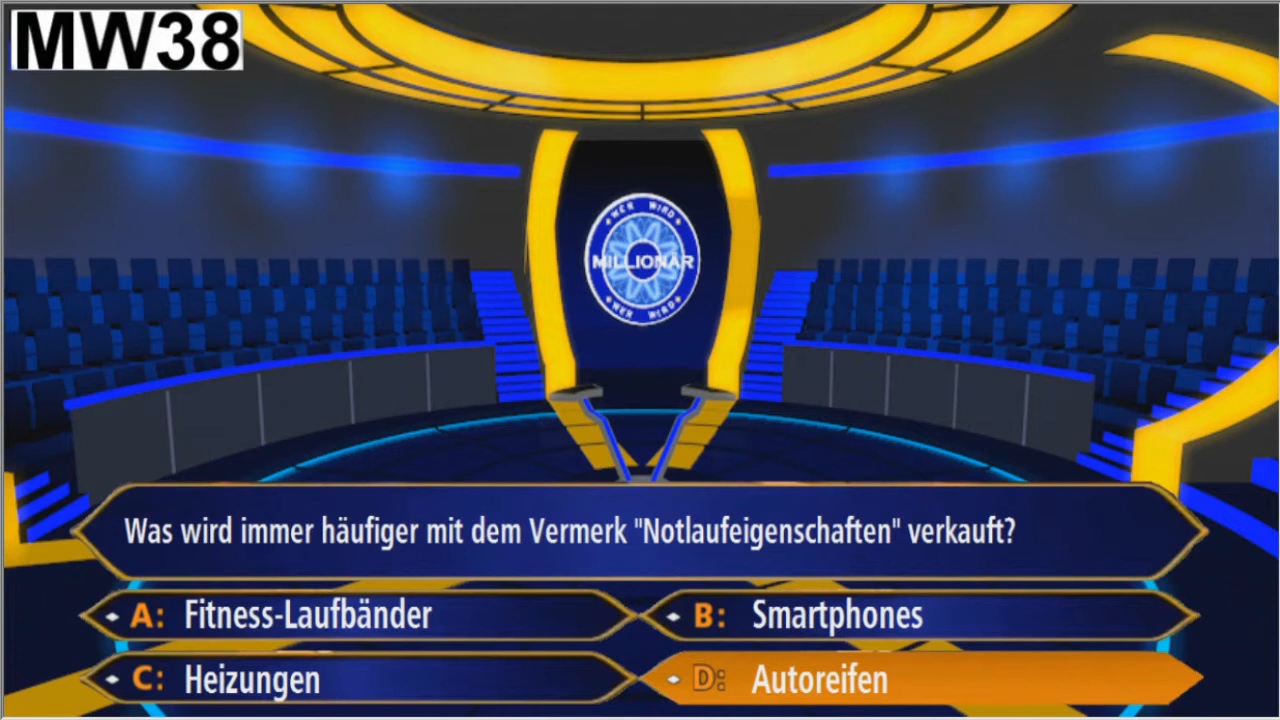 MW38
WER WIRD
MILLIONÄR
WER WIRD
Was wird immer häufiger mit dem Vermerk "Notlaufeigenschaften" verkauft?
A: Fitness-Laufbänder
B: Smartphones
C: Heizungen
D: Autoreifen